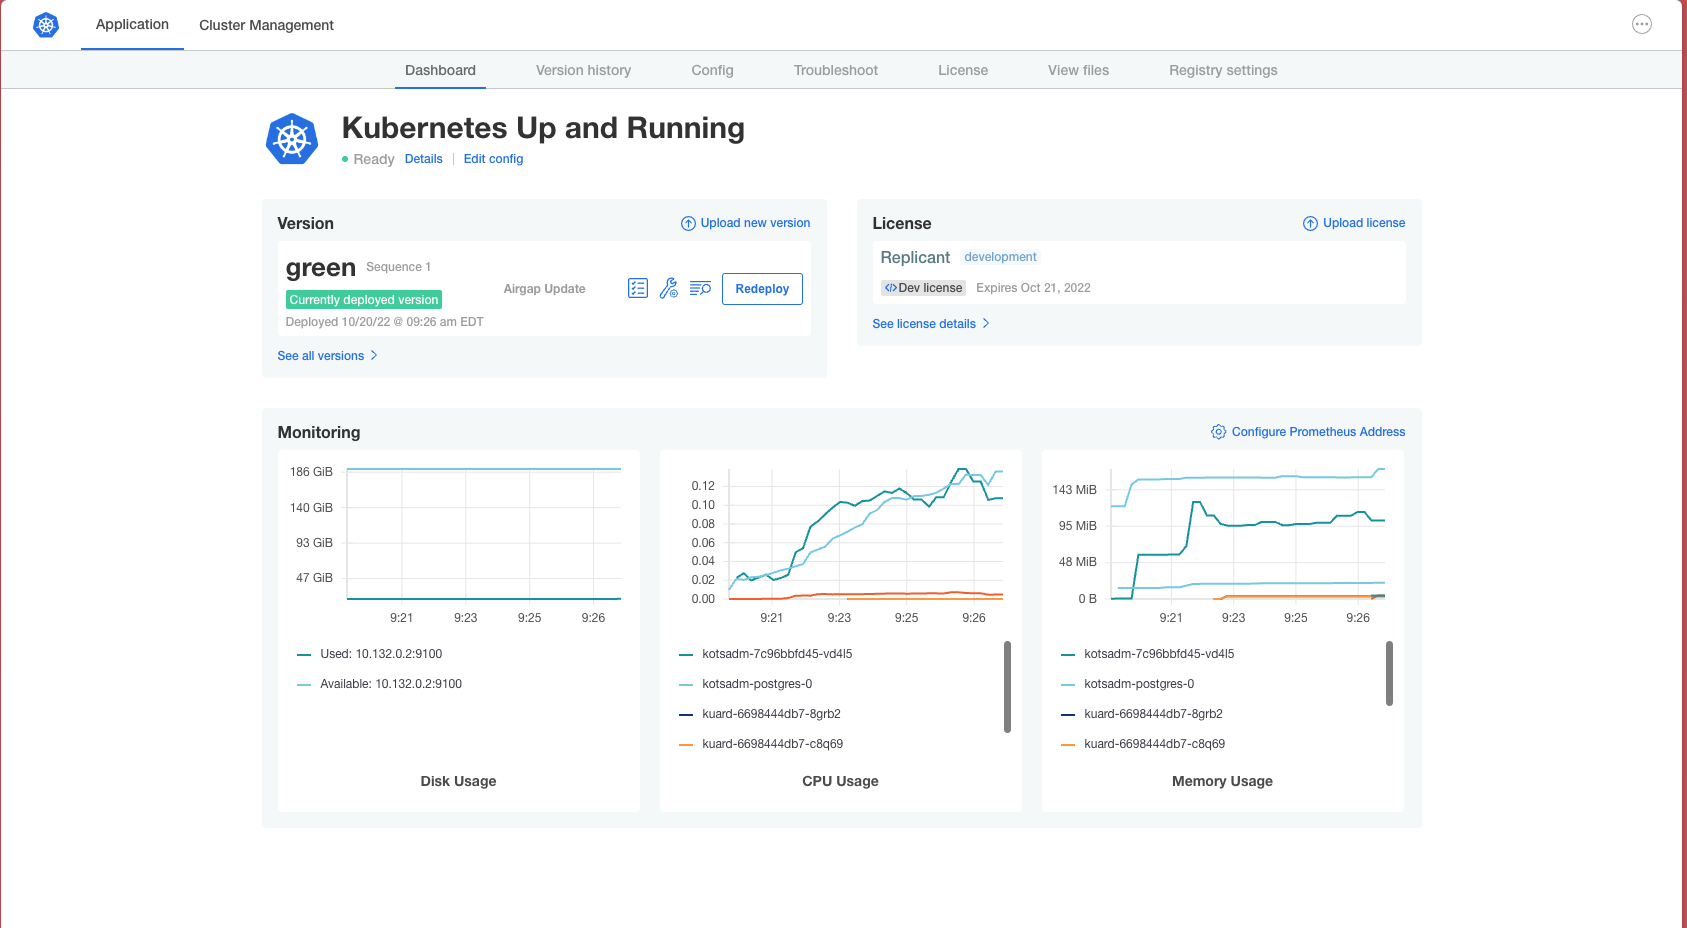 Application
Cluster Management
Dashboard
Version history
Config
Troubleshoot
License
View files
Registry settings
Kubernetes Up and Running
Ready
Details
Edit config
Version
Upload new version
green
Sequence 1
Currently deployed version
Deployed 10/20/22 @ 09:26 am EDT
Airgap Update
Redeploy
See all versions
License
Upload license
Replicant
development
Dev license
Expires Oct 21, 2022
See license details
Monitoring
Configure Prometheus Address
186 GiB
140 GiB
93 GiB
47 GiB
9:21 9:23 9:25 9:26
Used: 10.132.0.2:9100
Available: 10.132.0.2:9100
Disk Usage
0.12
0.10
0.08
0.06
0.04
0.02
0.00
9:21 9:23 9:25 9:26
kotsadm-7c96bbfd45-vd4l5
kotsadm-postgres-0
kuard-6698444db7-8grb2
kuard-6698444db7-c8q69
CPU Usage
143 MiB
95 MiB
48 MiB
0 B
9:21 9:23 9:25 9:26
kotsadm-7c96bbfd45-vd4l5
kotsadm-postgres-0
kuard-6698444db7-8grb2
kuard-6698444db7-c8q69
Memory Usage